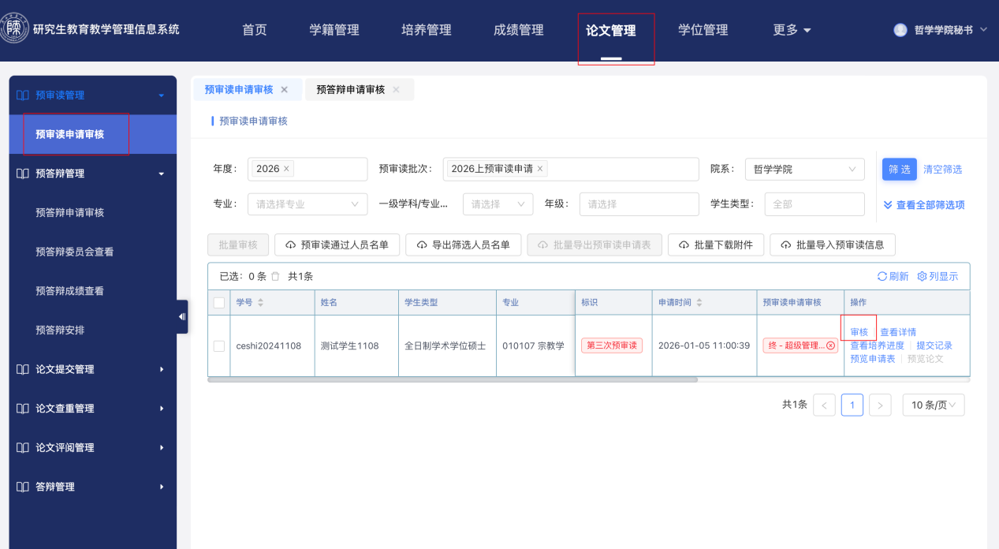 研究生教育教学管理信息系统 首页 学籍管理 培养管理 成绩管理 论文管理 学位管理 更多 哲学学院秘书
预审读管理
预审读申请审核
预答辩管理
预答辩申请审核
预答辩委员会查看
预答辩成绩查看
预答辩安排
论文提交管理
论文查重管理
论文评阅管理
答辩管理
预审读申请审核 预答辩申请审核
预审读申请审核
年度： 2026 预审读批次： 2026上预审读申请 院系： 哲学学院 筛 选 清空筛选
专业： 请选择专业 一级学科/专业... 请选择 年级： 请选择 学生类型： 全部 查看全部筛选项
批量审核 预审读通过人员名单 导出筛选人员名单 批量导出预审读申请表 批量下载附件 批量导入预审读信息
已选：0 条 共1条 刷新 列显示
学号 姓名 学生类型 专业 标识 申请时间 预审读申请审核 操作
ceshi20241108 测试学生1108 全日制学术学位硕士 010107 宗教学 第三次预审读 2026-01-05 11:00:39 终 - 超级管理... 审核 查看详情
查看培养进度 提交记录
预览申请表 预览论文
共1条 < 1 > 10 条/页